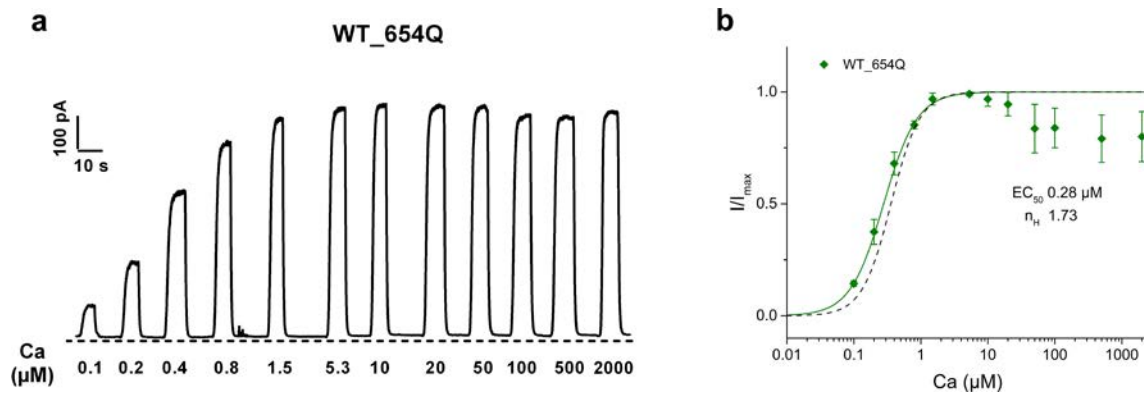 a
WT_654Q
100 pA
10 s
Ca
(µM)
0.1 0.2 0.4 0.8 1.5 5.3 10 20 50 100 500 2000
b
WT_654Q
1.0
0.5
0.0
I/Imax
EC50 0.28 µM
nH 1.73
0.01 0.1 1 10 100 1000
Ca (µM)